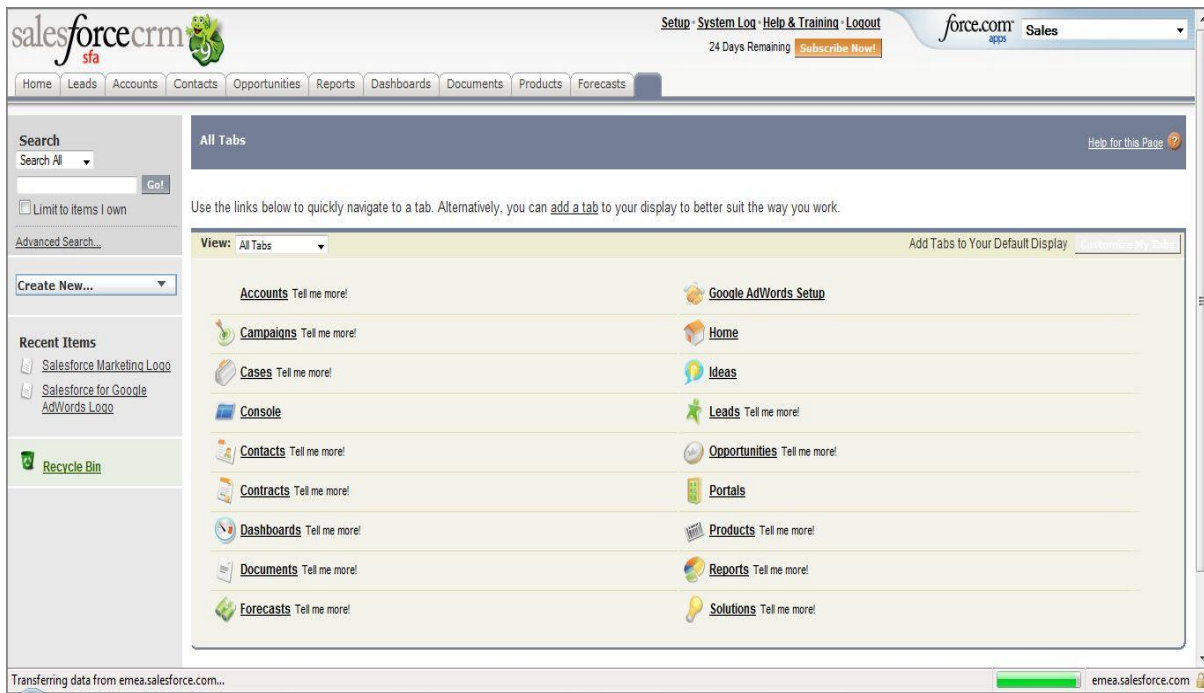 salesforcecrm
sfa
9
Setup · System Log · Help & Training · Logout
24 Days Remaining Subscribe Now!
force.com
apps
Sales
Home Leads Accounts Contacts Opportunities Reports Dashboards Documents Products Forecasts
Search
Search All
Go!
Limit to items I own
Advanced Search...
Create New...
Recent Items
Salesforce Marketing Logo
Salesforce for Google
AdWords Logo
Recycle Bin
All Tabs
Help for this Page ?
Use the links below to quickly navigate to a tab. Alternatively, you can add a tab to your display to better suit the way you work.
View: All Tabs
Add Tabs to Your Default Display Customize My Tabs
Accounts Tell me more!
Google AdWords Setup
Campaigns Tell me more!
Home
Cases Tell me more!
Ideas
Console
Leads Tell me more!
Contacts Tell me more!
Opportunities Tell me more!
Contracts Tell me more!
Portals
Dashboards Tell me more!
Products Tell me more!
Documents Tell me more!
Reports Tell me more!
Forecasts Tell me more!
Solutions Tell me more!
Transferring data from emea.salesforce.com...
emea.salesforce.com